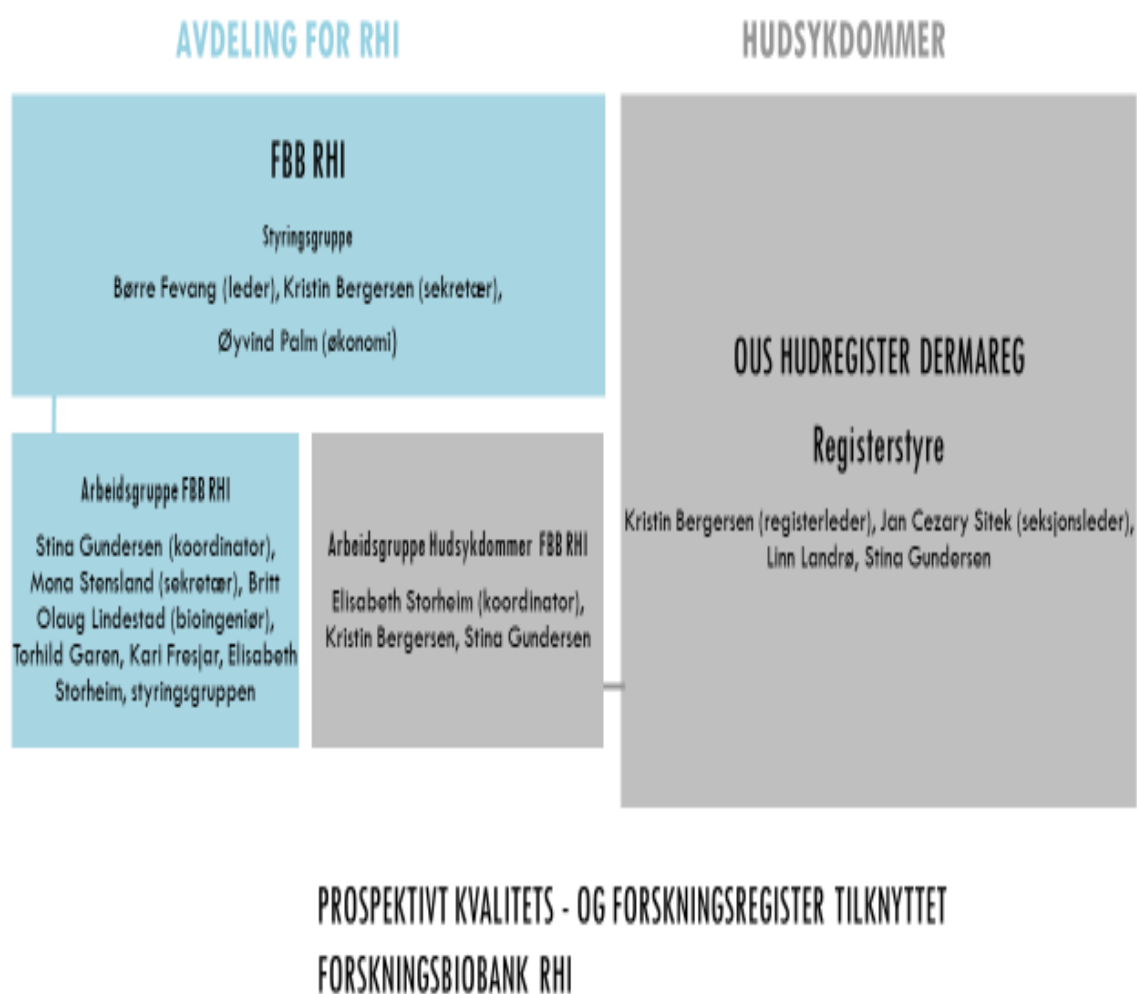 AVDELING FOR RHI
HUDSYKDOMMER
FBB RHI
Styringsgruppe
Børre Fevang (leder), Kristin Bergersen (sekretær),
Øyvind Palm (økonomi)
Arbeidsgruppe FBB RHI
Stina Gundersen (koordinator),
Mona Stensland (sekretær), Britt
Olaug Lindestad (bioingeniør),
Torhild Garen, Kari Fresjar, Elisabeth
Storheim, styringsgruppen
Arbeidsgruppe Hudsykdommer FBB RHI
Elisabeth Storheim (koordinator),
Kristin Bergersen, Stina Gundersen
OUS HUDREGISTER DERMAREG
Registerstyre
Kristin Bergersen (registerleder), Jan Cezary Sitek (seksjonsleder),
Linn Landrø, Stina Gundersen
PROSPEKTIVT KVALITETS - OG FORSKNINGSREGISTER TILKNYTTET
FORSKNINGSBIOBANK RHI